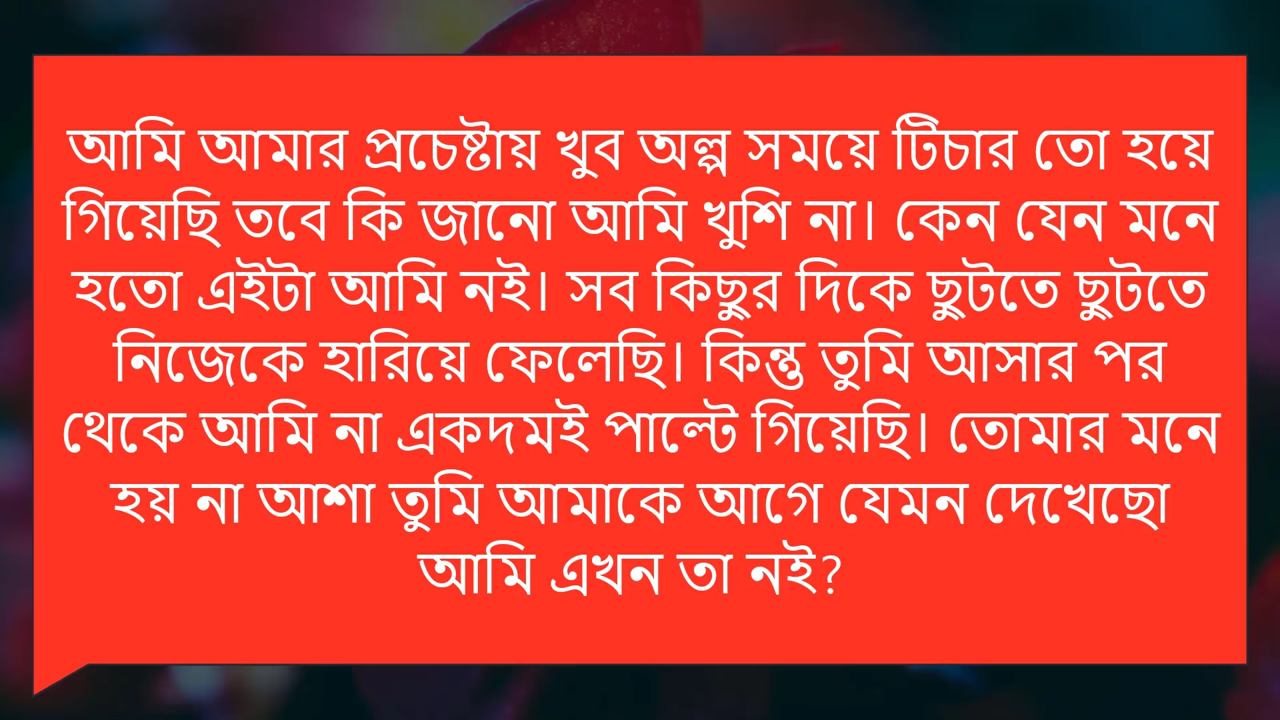 আমি আমার প্রচেষ্টায় খুব অল্প সময়ে টিচার তো হয়ে
গিয়েছি তবে কি জানো আমি খুশি না। কেন যেন মনে
হতো এইটা আমি নই। সব কিছুর দিকে ছুটতে ছুটতে
নিজেকে হারিয়ে ফেলেছি। কিন্তু তুমি আসার পর
থেকে আমি না একদমই পাল্টে গিয়েছি। তোমার মনে
হয় না আশা তুমি আমাকে আগে যেমন দেখেছো
আমি এখন তা নই?